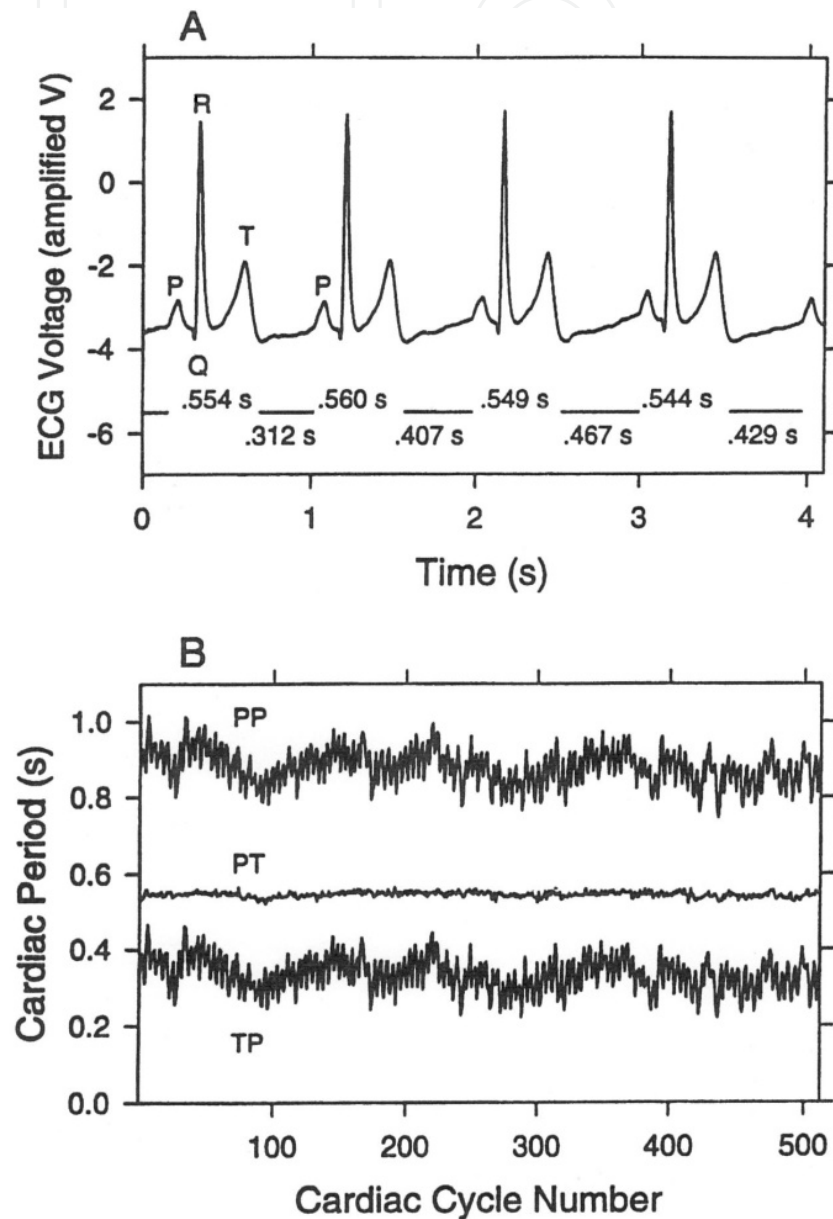 A
ECG Voltage (amplified V)
2
0
-2
-4
-6
R
T
P
P
Q
.554 s .560 s .549 s .544 s
.312 s .407 s .467 s .429 s
0 1 2 3 4
Time (s)
B
Cardiac Period (s)
1.0
0.8
0.6
0.4
0.2
0.0
PP
PT
TP
100 200 300 400 500
Cardiac Cycle Number